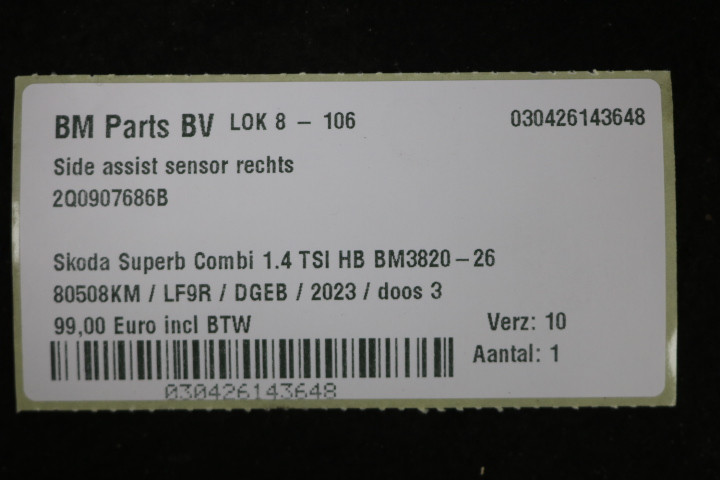 BM Parts BV LOK 8 - 106 030426143648
Side assist sensor rechts
2Q0907686B
Skoda Superb Combi 1.4 TSI HB BM3820-26
80508KM / LF9R / DGEB / 2023 / doos 3
99,00 Euro incl BTW Verz: 10
Aantal: 1
030426143648